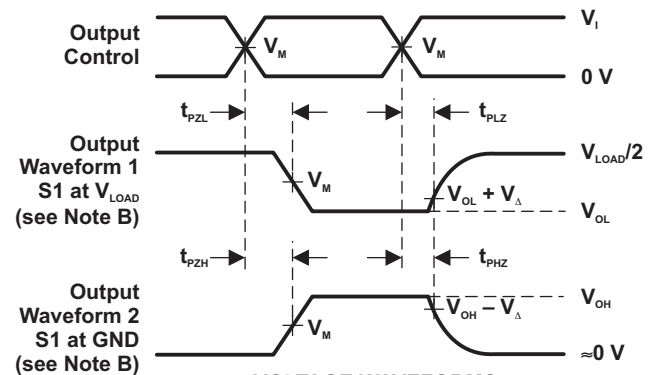 Output
Control
V_M
V_M
V_I
0 V
t_PZL
t_PLZ
Output
Waveform 1
S1 at V_LOAD
(see Note B)
V_M
V_OL + V_Δ
V_LOAD/2
V_OL
t_PZH
t_PHZ
Output
Waveform 2
S1 at GND
(see Note B)
V_M
V_OH – V_Δ
V_OH
≈0 V